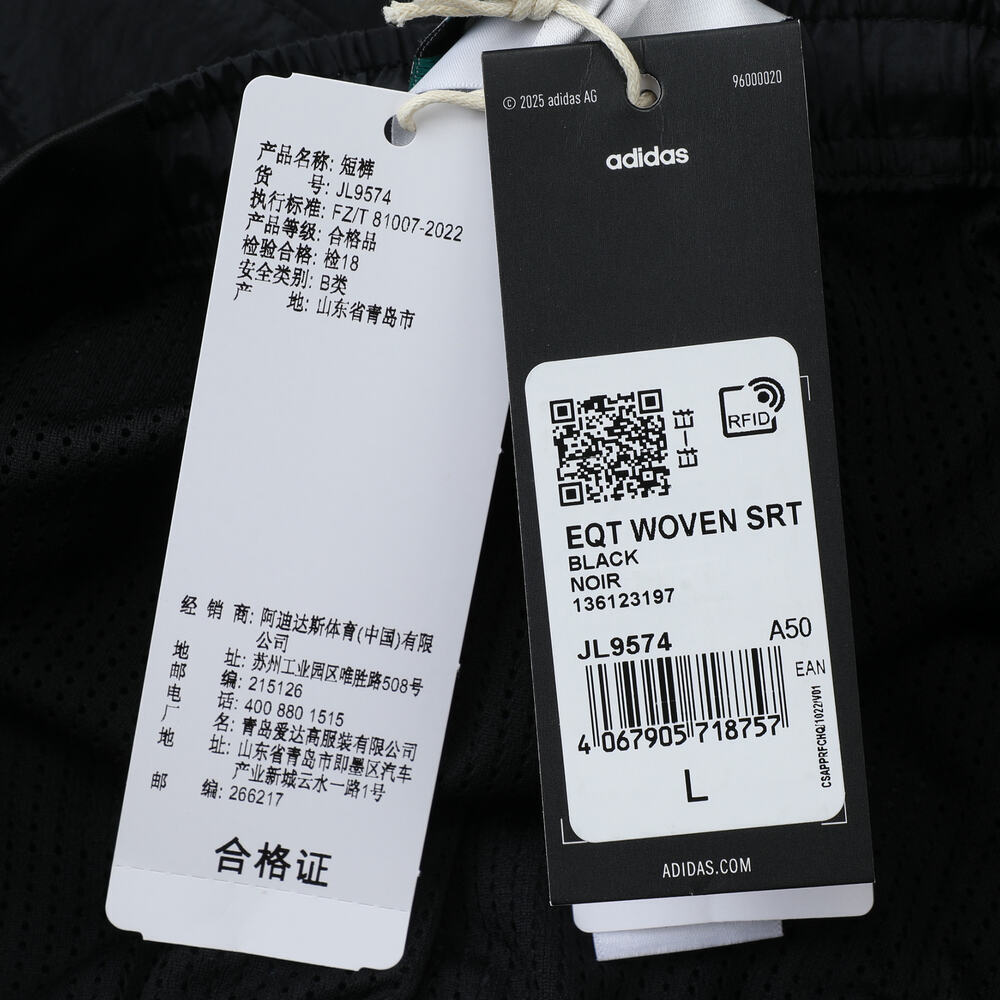 产品名称: 短裤
货 号: JL9574
执行标准: FZ/T 81007-2022
产品等级: 合格品
检验合格: 检18
安全类别: B类
产 地: 山东省青岛市
经 销 商: 阿迪达斯体育(中国)有限
公司
地 址: 苏州工业园区唯胜路508号
邮 编: 215126
电 话: 400 880 1515
厂 名: 青岛爱达高服装有限公司
地 址: 山东省青岛市即墨区汽车
产业新城云水一路1号
邮 编: 266217
合格证
© 2025 adidas AG
96000020
adidas
扫一扫
RFID
EQT WOVEN SRT
BLACK
NOIR
136123197
JL9574
A50
EAN
4 067905 718757
CSAPPRFCHQ/1022/V01
L
ADIDAS.COM